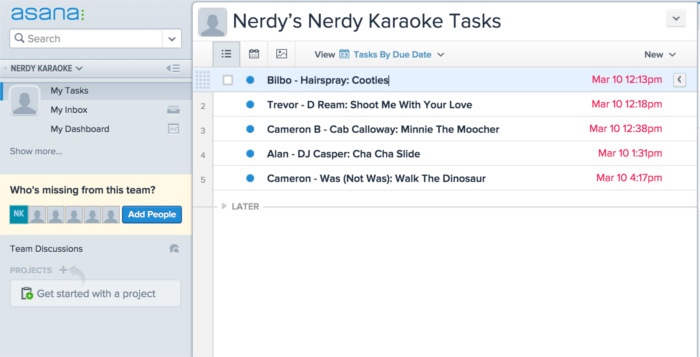 asana:
Search
NERDY KARAOKE
My Tasks
My Inbox
My Dashboard
Show more...
Who's missing from this team?
NK
Add People
Team Discussions
PROJECTS +
Get started with a project
Nerdy's Nerdy Karaoke Tasks
View 23 Tasks By Due Date New
Bilbo - Hairspray: Cooties Mar 10 12:13pm
2 Trevor - D Ream: Shoot Me With Your Love Mar 10 12:18pm
3 Cameron B - Cab Calloway: Minnie The Moocher Mar 10 12:38pm
4 Alan - DJ Casper: Cha Cha Slide Mar 10 1:31pm
5 Cameron - Was (Not Was): Walk The Dinosaur Mar 10 4:17pm
LATER